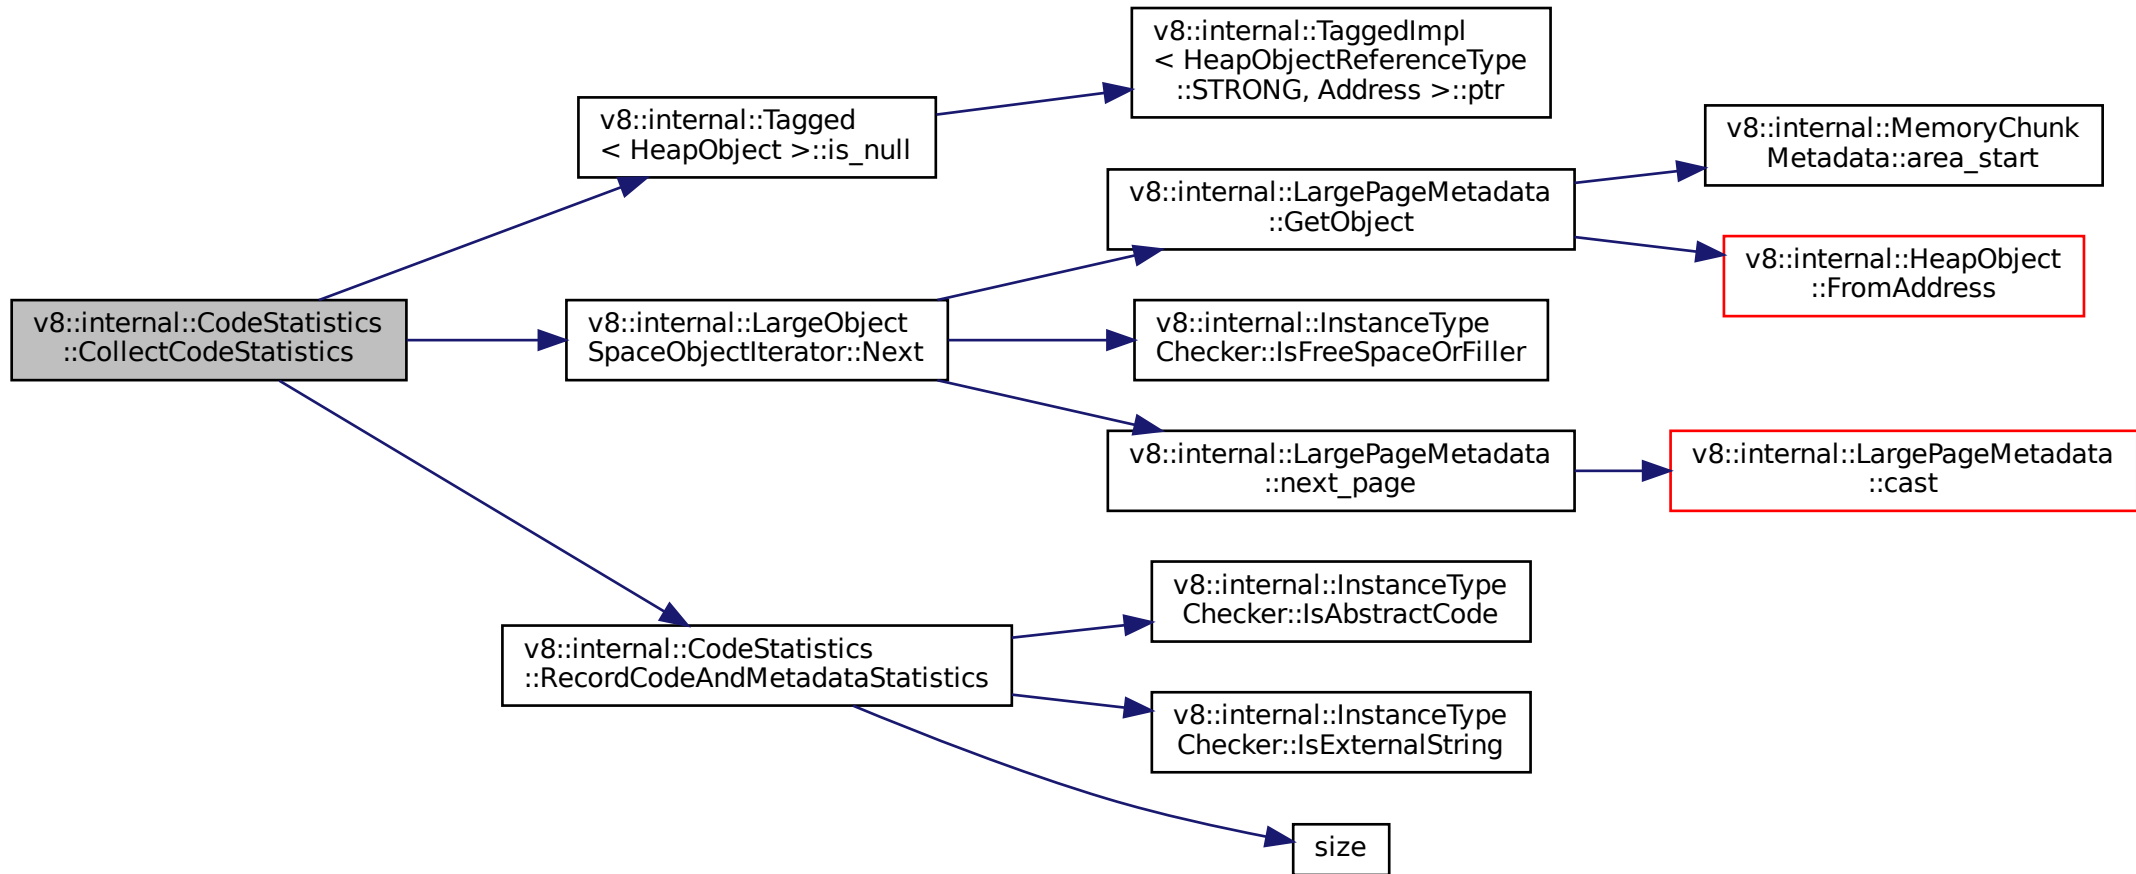 v8::internal::CodeStatistics
::CollectCodeStatistics
v8::internal::Tagged
< HeapObject >::is_null
v8::internal::TaggedImpl
< HeapObjectReferenceType
::STRONG, Address >::ptr
v8::internal::LargeObject
SpaceObjectIterator::Next
v8::internal::LargePageMetadata
::GetObject
v8::internal::MemoryChunk
Metadata::area_start
v8::internal::HeapObject
::FromAddress
v8::internal::InstanceType
Checker::IsFreeSpaceOrFiller
v8::internal::LargePageMetadata
::next_page
v8::internal::LargePageMetadata
::cast
v8::internal::CodeStatistics
::RecordCodeAndMetadataStatistics
v8::internal::InstanceType
Checker::IsAbstractCode
v8::internal::InstanceType
Checker::IsExternalString
size